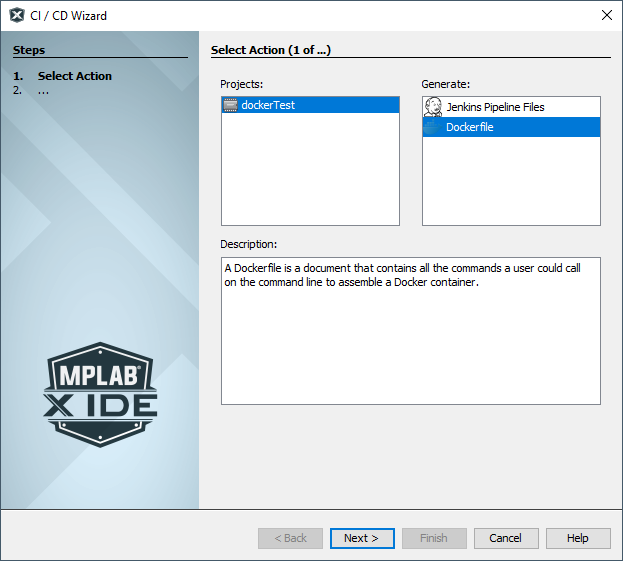 CI / CD Wizard
Steps
1. Select Action
2. ...
Select Action (1 of ...)
Projects:
dockerTest
Generate:
Jenkins Pipeline Files
Dockerfile
Description:
A Dockerfile is a document that contains all the commands a user could call
on the command line to assemble a Docker container.
MPLAB®
X IDE
< Back
Next >
Finish
Cancel
Help